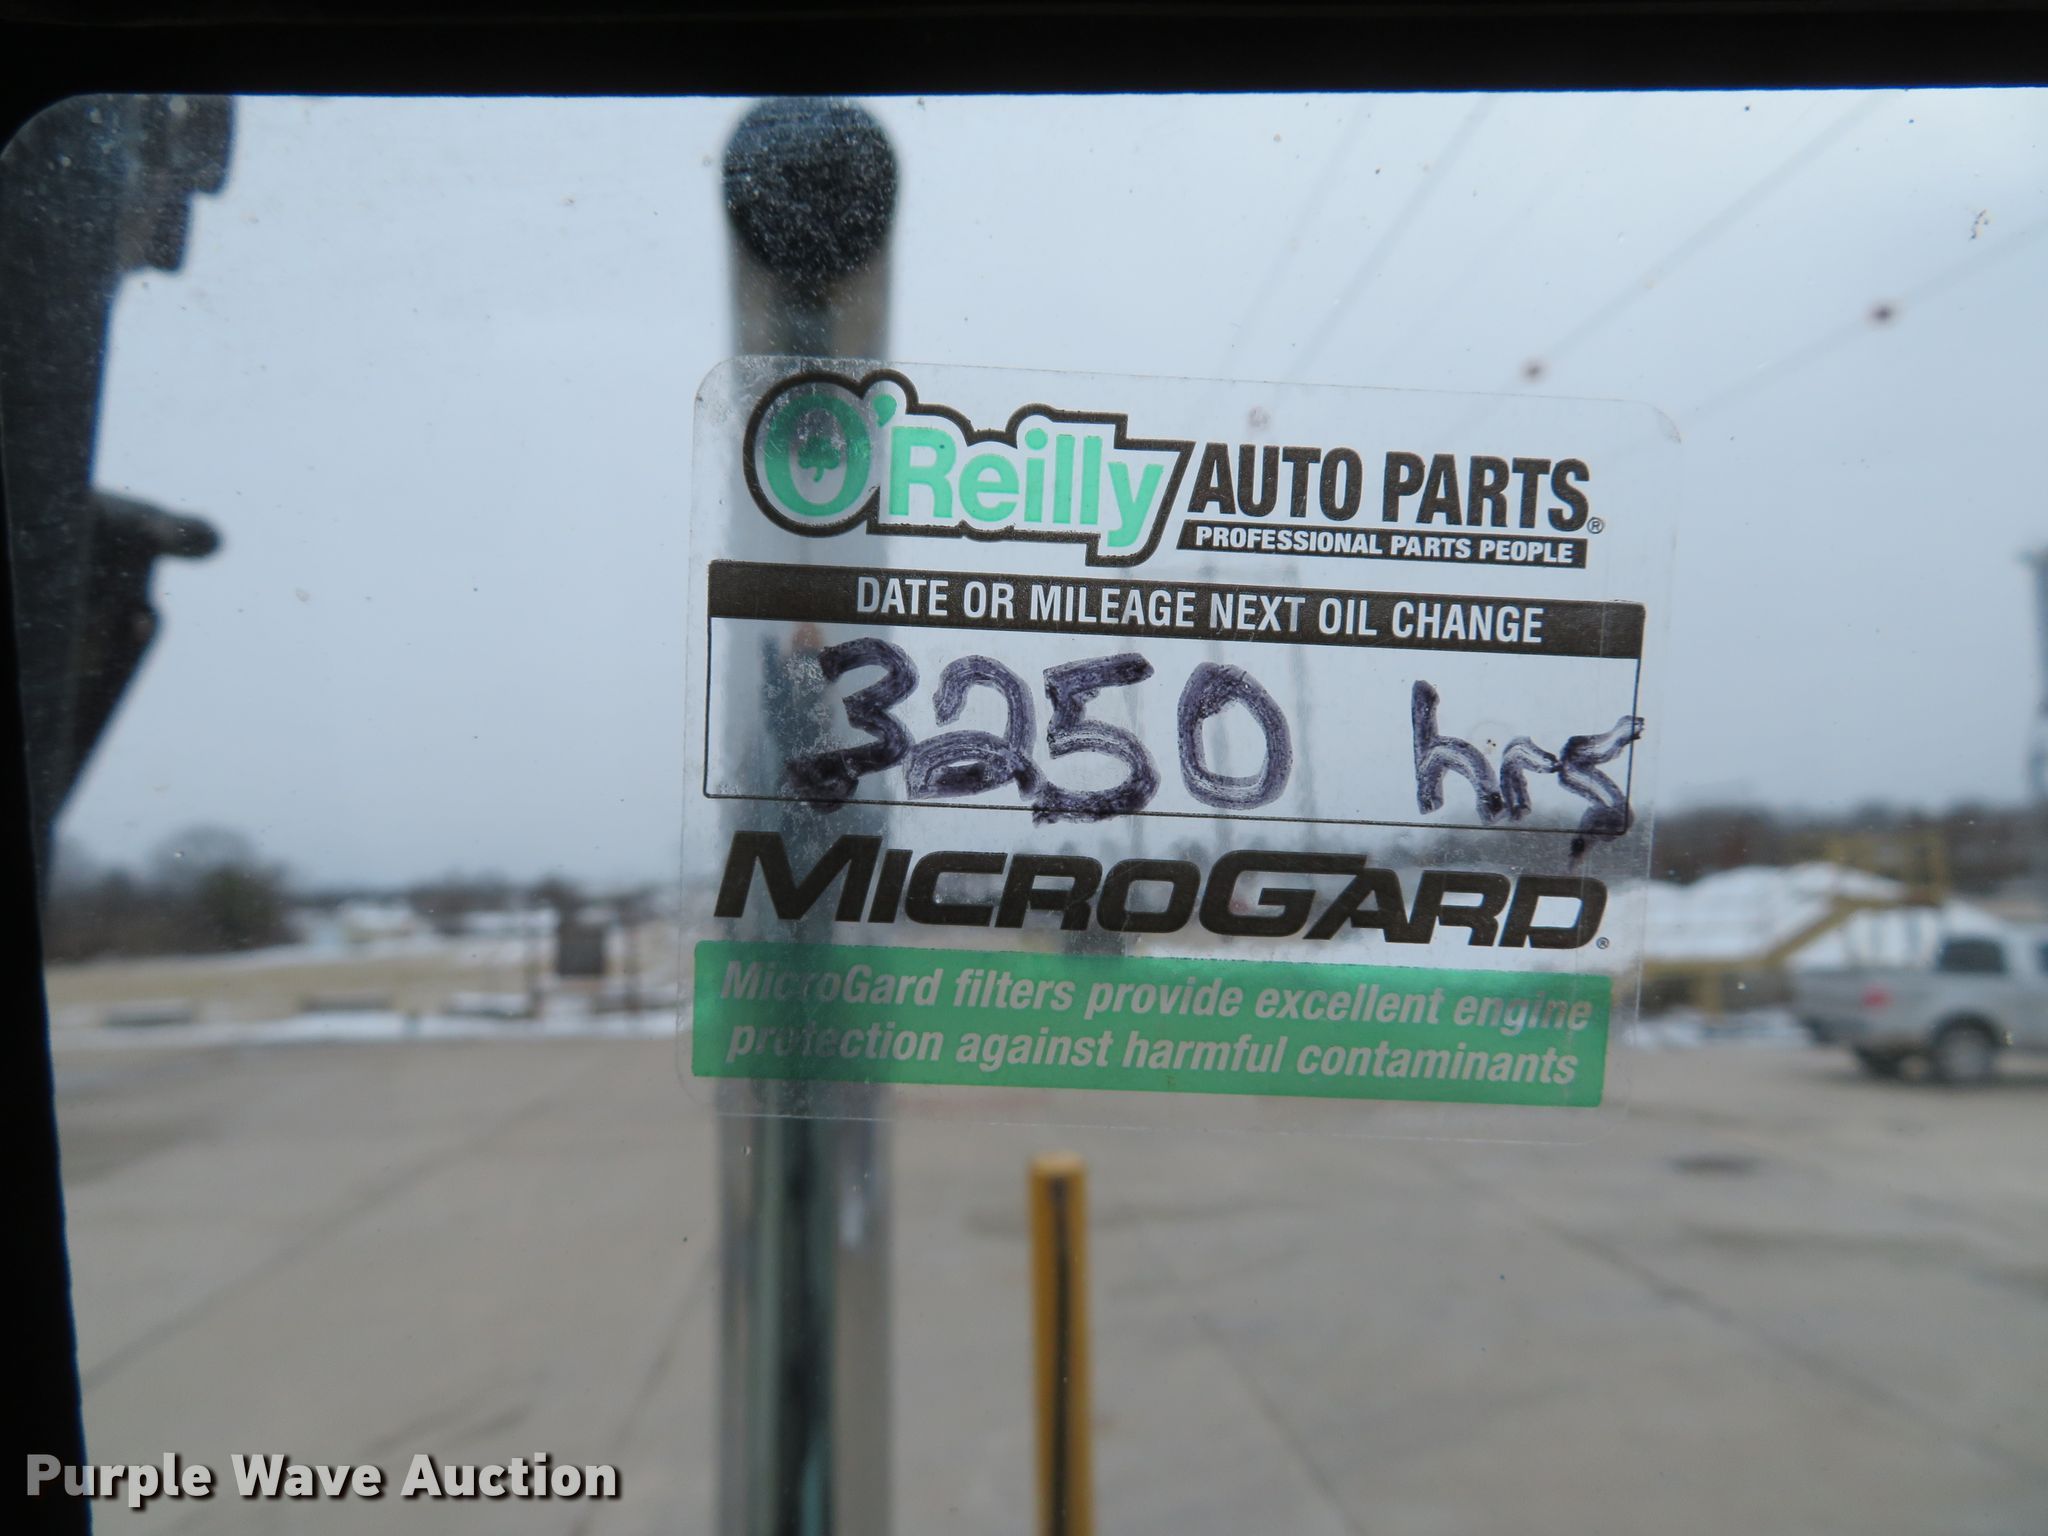 O'Reilly AUTO PARTS®
PROFESSIONAL PARTS PEOPLE
DATE OR MILEAGE NEXT OIL CHANGE
3250 hrs
MICROGARD®
MicroGard filters provide excellent engine
protection against harmful contaminants
Purple Wave Auction